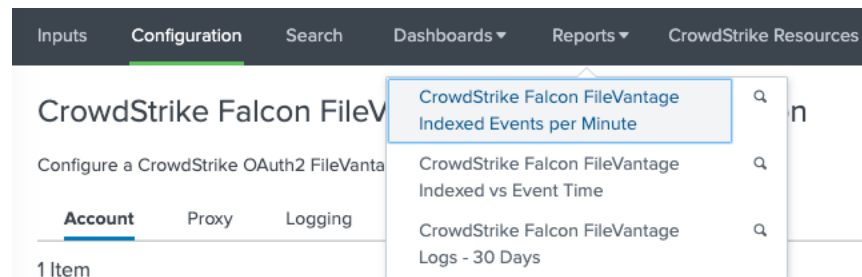 Inputs Configuration Search Dashboards Reports CrowdStrike Resources
CrowdStrike Falcon FileV
n
Configure a CrowdStrike OAuth2 FileVanta
Account Proxy Logging
1 Item
CrowdStrike Falcon FileVantage
Indexed Events per Minute
CrowdStrike Falcon FileVantage
Indexed vs Event Time
CrowdStrike Falcon FileVantage
Logs - 30 Days